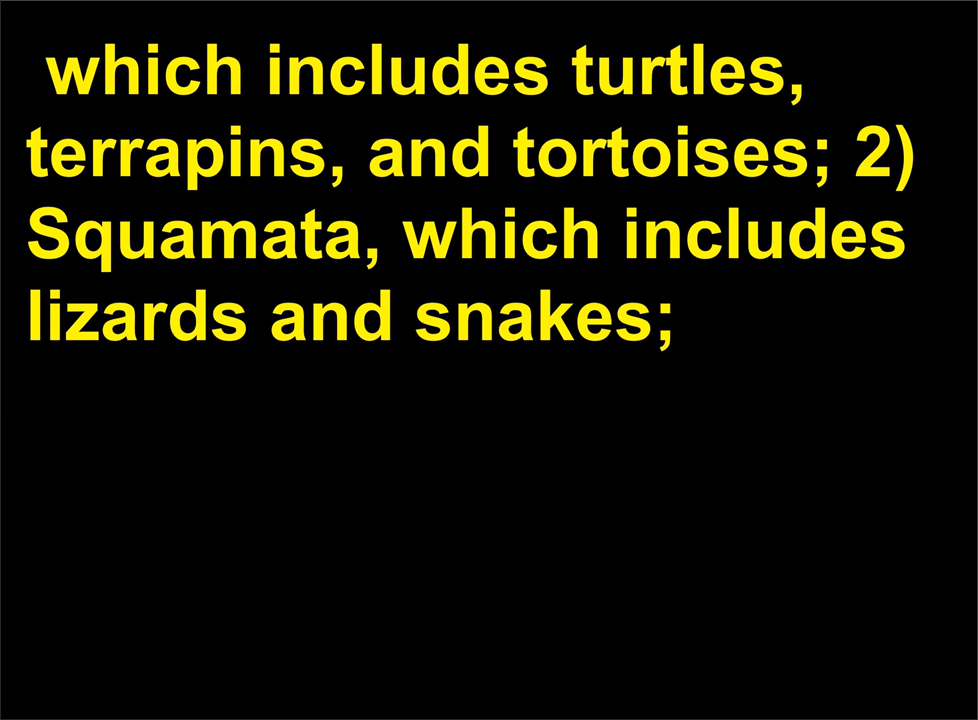 which includes turtles,
terrapins, and tortoises; 2)
Squamata, which includes
lizards and snakes;